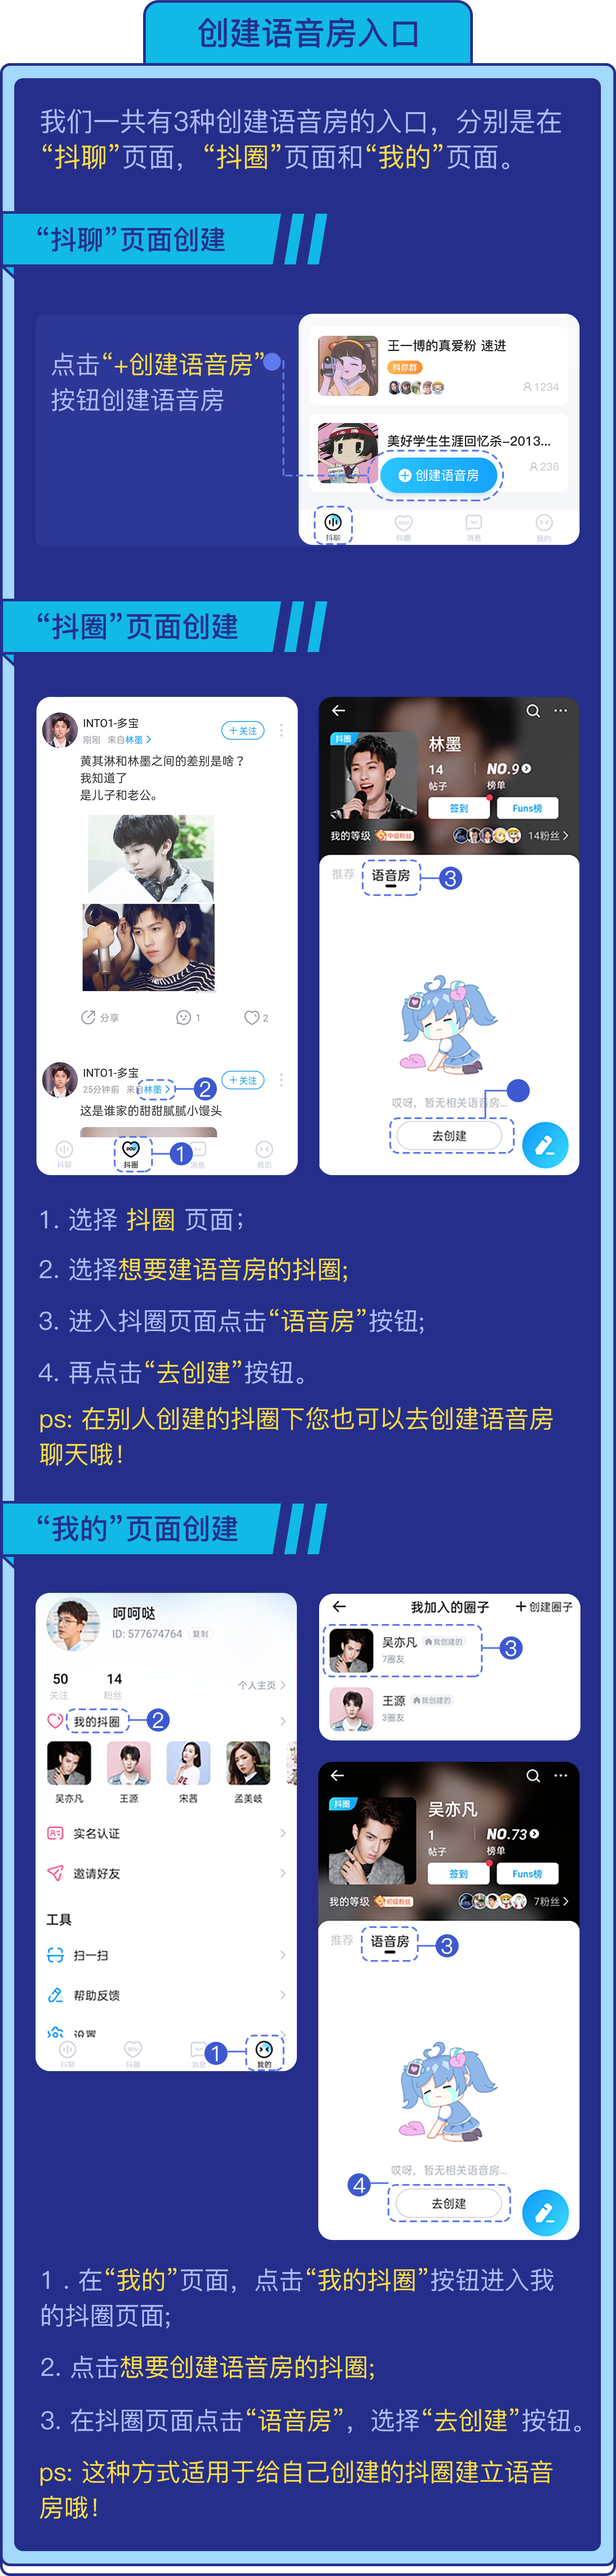 创建语音房入口
我们一共有3种创建语音房的入口，分别是在
“抖聊”页面，“抖圈”页面和“我的”页面。
“抖聊”页面创建
点击“+创建语音房”
按钮创建语音房
王一博的真爱粉 速进
抖你群
1234
美好学生生涯回忆杀-2013...
236
创建语音房
抖聊
抖圈
消息
我的
“抖圈”页面创建
INTO1-多宝
刚刚 来自林墨 >
+关注
黄其淋和林墨之间的差别是啥？
我知道了
是儿子和老公。
分享
1
2
INTO1-多宝
25分钟前 来自林墨 >
2
+关注
这是谁家的甜甜腻腻小馒头
抖聊
抖圈
1
消息
我的
抖圈
林墨
14
帖子
NO.9
榜单
签到
Funs榜
我的等级
中级粉丝
14粉丝 >
推荐
语音房
3
哎呀，暂无相关语音房...
去创建
1. 选择 抖圈 页面；
2. 选择想要建语音房的抖圈;
3. 进入抖圈页面点击“语音房”按钮;
4. 再点击“去创建”按钮。
ps: 在别人创建的抖圈下您也可以去创建语音房
聊天哦！
“我的”页面创建
呵呵哒
ID: 577674764
复制
50
关注
14
粉丝
个人主页 >
我的抖圈
2
吴亦凡
王源
宋茜
孟美岐
实名认证
邀请好友
工具
扫一扫
帮助反馈
设置
抖聊
抖圈
消息
1
我的
我加入的圈子
+创建圈子
吴亦凡
我创建的
7圈友
3
王源
我创建的
3圈友
抖圈
吴亦凡
1
帖子
NO.73
榜单
签到
Funs榜
我的等级
初级粉丝
7粉丝 >
推荐
语音房
3
哎呀，暂无相关语音房...
4
去创建
1 . 在“我的”页面，点击“我的抖圈”按钮进入我
的抖圈页面;
2. 点击想要创建语音房的抖圈;
3. 在抖圈页面点击“语音房”，选择“去创建”按钮。
ps: 这种方式适用于给自己创建的抖圈建立语音
房哦！